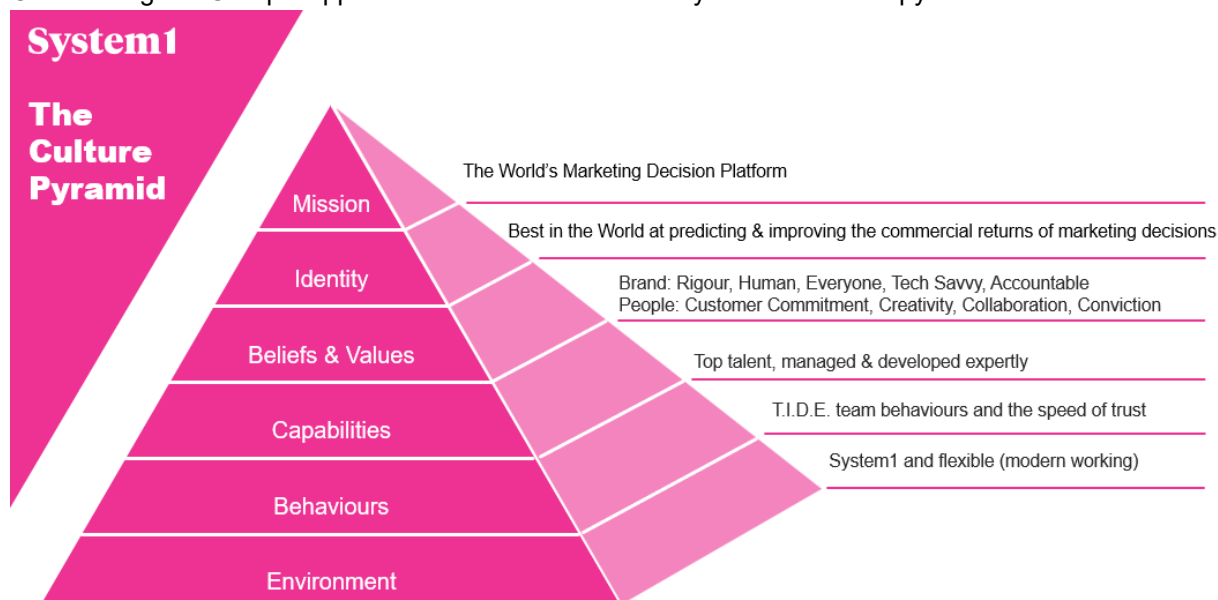 System1
The
Culture
Pyramid
Mission
The World's Marketing Decision Platform
Identity
Best in the World at predicting & improving the commercial returns of marketing decisions
Beliefs & Values
Brand: Rigour, Human, Everyone, Tech Savvy, Accountable
People: Customer Commitment, Creativity, Collaboration, Conviction
Capabilities
Top talent, managed & developed expertly
Behaviours
T.I.D.E. team behaviours and the speed of trust
Environment
System1 and flexible (modern working)